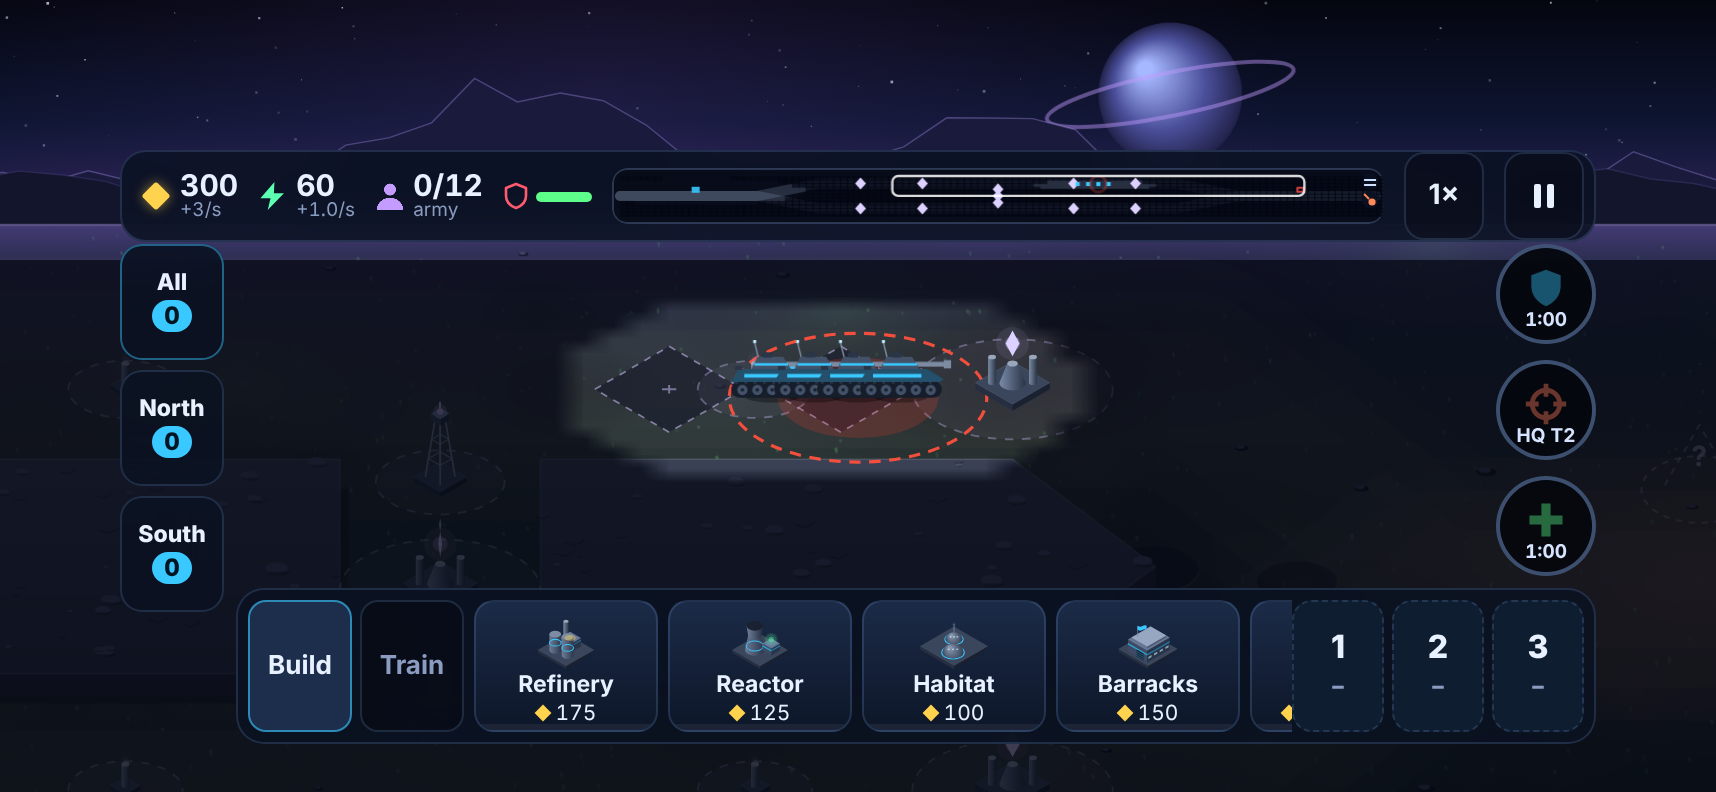 300
+3/s
60
+1.0/s
0/12
army
1×
All
0
North
0
South
0
1:00
HQ T2
1:00
?
Build
Train
Refinery
175
Reactor
125
Habitat
100
Barracks
150
1
-
2
-
3
-